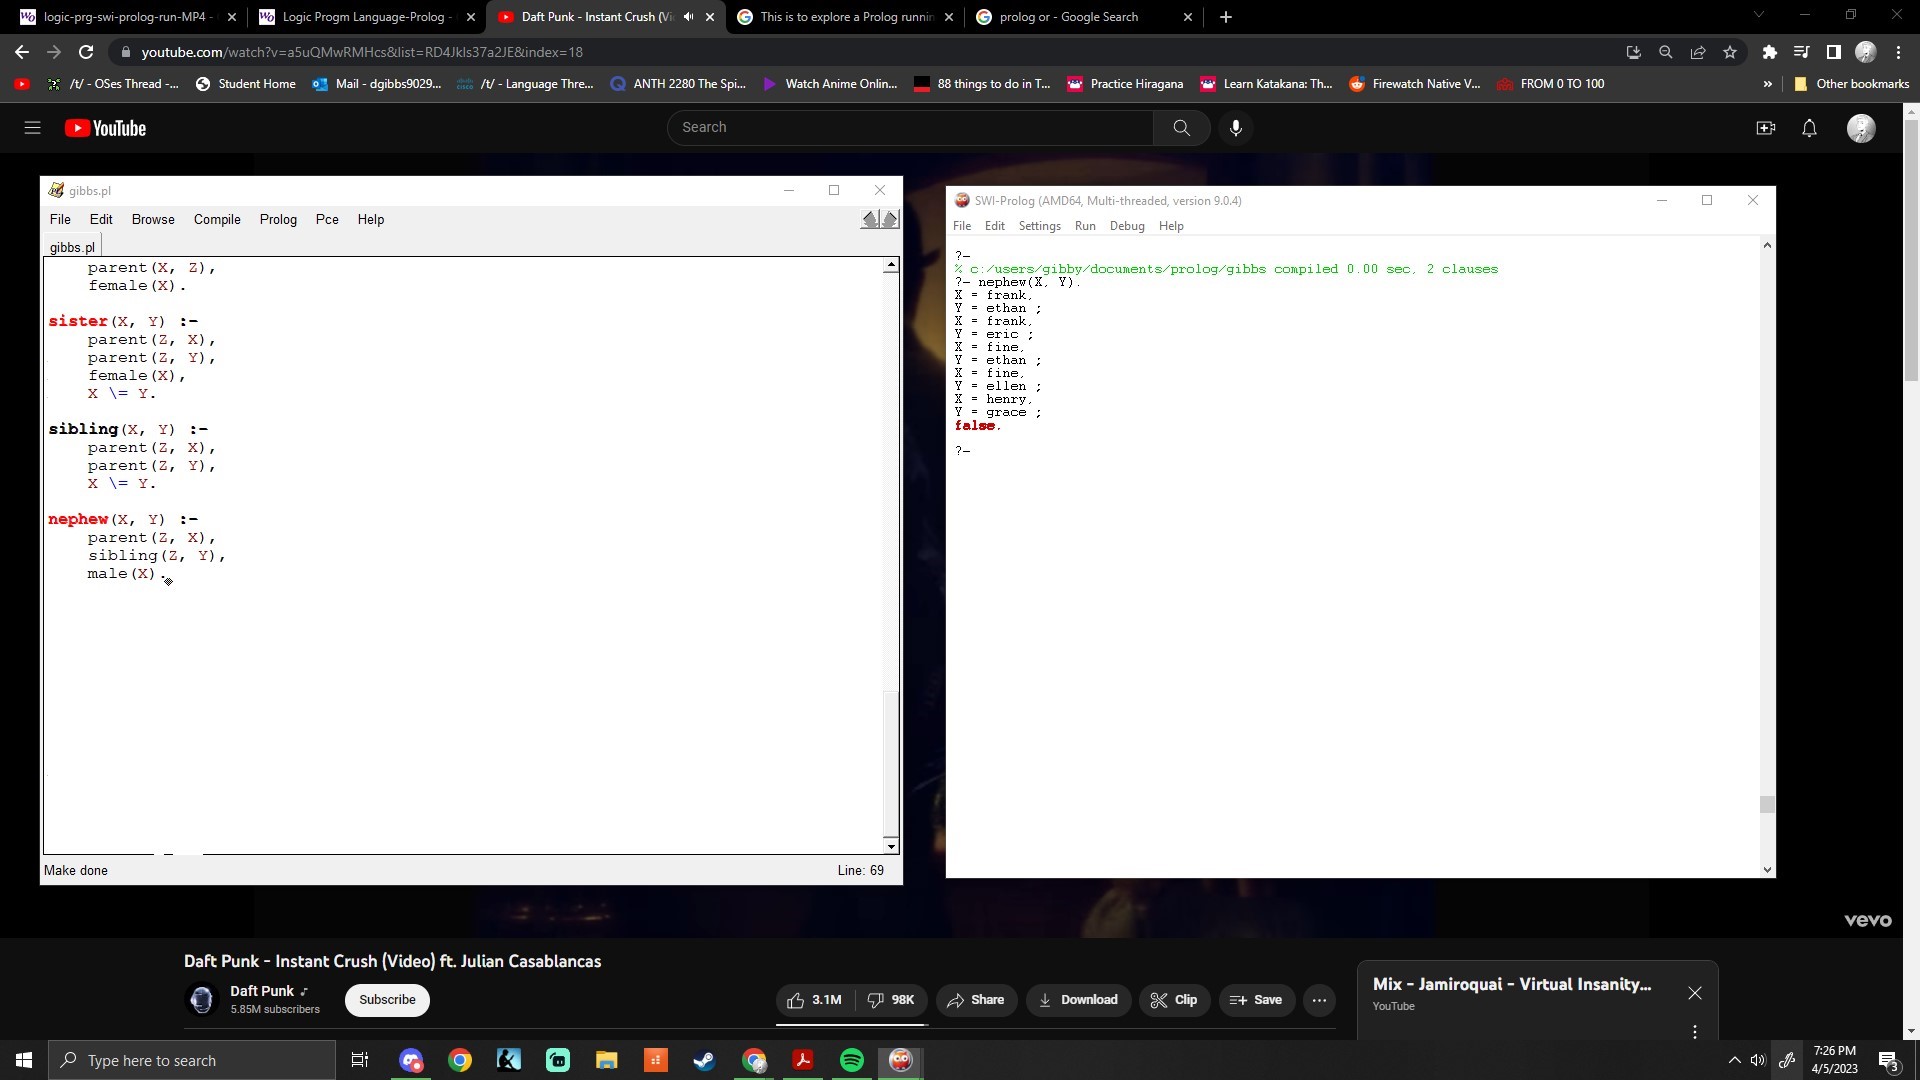 logic-prg-swi-prolog-run-MP4 -
Logic Progm Language-Prolog -
Daft Punk - Instant Crush (Vi
This is to explore a Prolog runnin
prolog or - Google Search
youtube.com/watch?v=a5uQMwRMHcs&list=RD4Jkls37a2JE&index=18
/t/ - OSes Thread -...
Student Home
Mail - dgibbs9029...
/t/ - Language Thre...
ANTH 2280 The Spi...
Watch Anime Onlin...
88 things to do in T...
Practice Hiragana
Learn Katakana: Th...
Firewatch Native V...
FROM 0 TO 100
»
Other bookmarks
YouTube
Search
gibbs.pl
File Edit Browse Compile Prolog Pce Help
gibbs.pl
parent(X, Z),
female(X).
sister(X, Y) :-
parent(Z, X),
parent(Z, Y),
female(X),
X \= Y.
sibling(X, Y) :-
parent(Z, X),
parent(Z, Y),
X \= Y.
nephew(X, Y) :-
parent(Z, X),
sibling(Z, Y),
male(X).
Make done
Line: 69
SWI-Prolog (AMD64, Multi-threaded, version 9.0.4)
File Edit Settings Run Debug Help
?-
% c:/users/gibby/documents/prolog/gibbs compiled 0.00 sec, 2 clauses
?- nephew(X, Y).
X = frank,
Y = ethan ;
X = frank,
Y = eric ;
X = fine,
Y = ethan ;
X = fine,
Y = ellen ;
X = henry,
Y = grace ;
false.
?-
vevo
Daft Punk - Instant Crush (Video) ft. Julian Casablancas
Daft Punk
5.85M subscribers
Subscribe
3.1M
98K
Share
Download
Clip
Save
Mix - Jamiroquai - Virtual Insanity...
YouTube
Type here to search
7:26 PM
4/5/2023
3